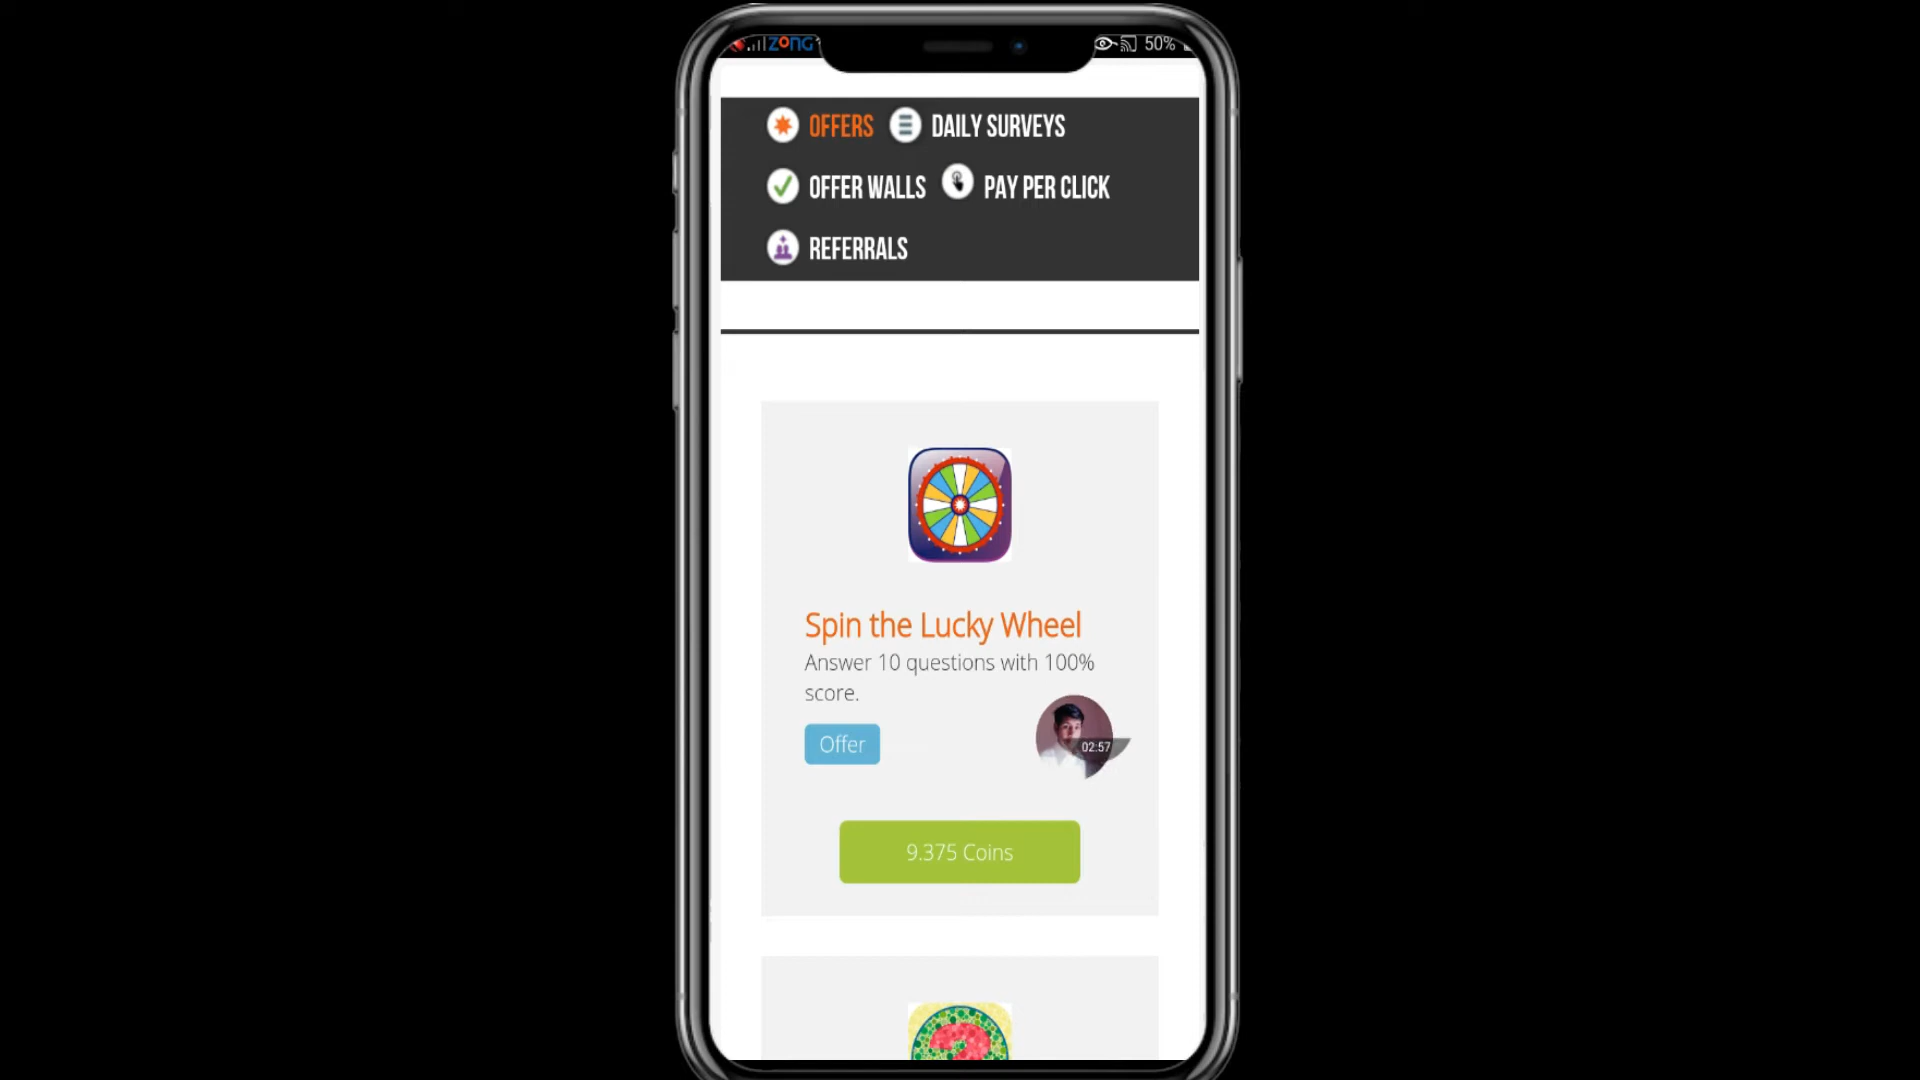 ZONG
50%
OFFERS DAILY SURVEYS
OFFER WALLS PAY PER CLICK
REFERRALS
Spin the Lucky Wheel
Answer 10 questions with 100%
score.
Offer
02:57
9.375 Coins